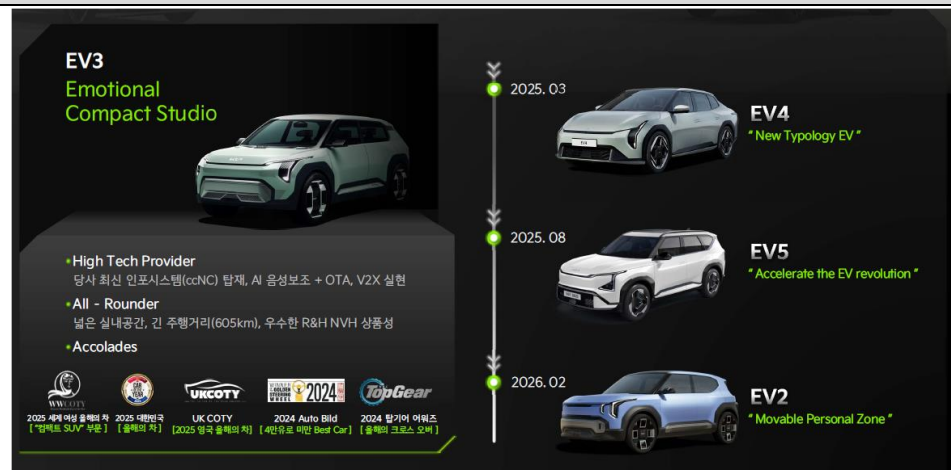 EV3
Emotional
Compact Studio
•High Tech Provider
당사 최신 인포시스템(ccNC) 탑재, AI 음성보조 + OTA, V2X 실현
•All - Rounder
넓은 실내공간, 긴 주행거리(605km), 우수한 R&H NVH 상품성
•Accolades
WWCOTY
CAR
YEAR
UKCOTY
GOLDEN
STEERING
WHEEL
2024
TopGear
2025 세계 여성 올해의 차
[ "컴팩트 SUV" 부문 ]
2025 대한민국
[ 올해의 차 ]
UK COTY
[2025 영국 올해의 차]
2024 Auto Bild
[ 4만유로 미만 Best Car ]
2024 탑기어 어워즈
[ 올해의 크로스 오버 ]
2025. 03
EV4
" New Typology EV "
2025. 08
EV5
" Accelerate the EV revolution "
2026. 02
EV2
" Movable Personal Zone "